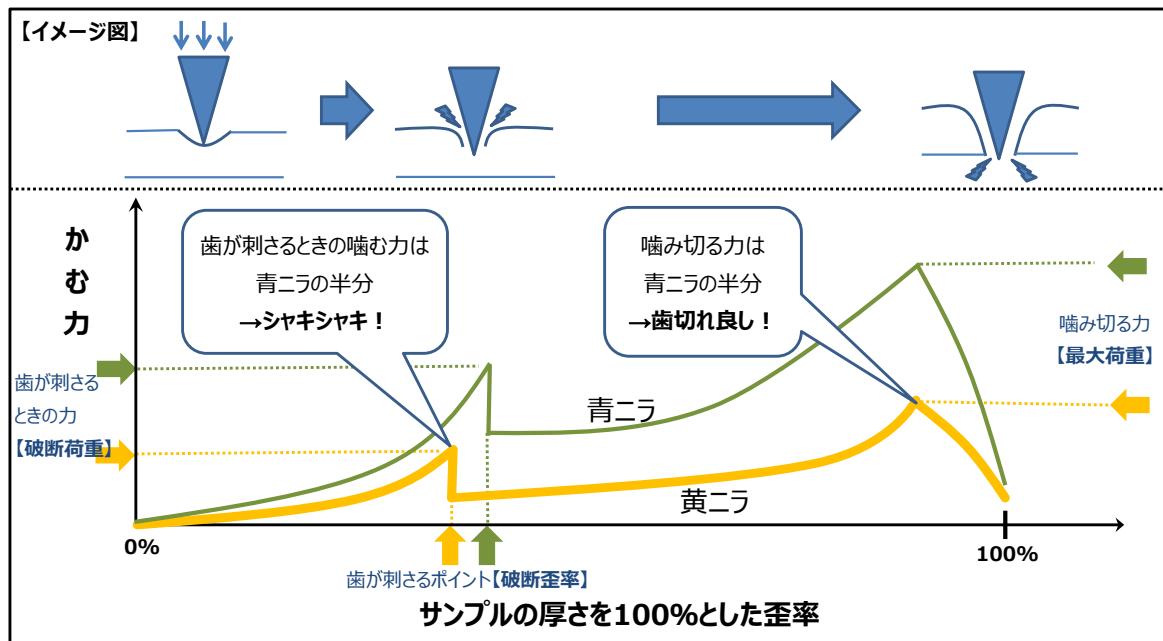 【イメージ図】
かむ力
歯が刺さるときの噛む力は
青ニラの半分
→シャキシャキ！
噛み切る力は
青ニラの半分
→歯切れ良し！
噛み切る力
【最大荷重】
歯が刺さる
ときの力
【破断荷重】
青ニラ
黄ニラ
0%
100%
歯が刺さるポイント【破断歪率】
サンプルの厚さを100%とした歪率